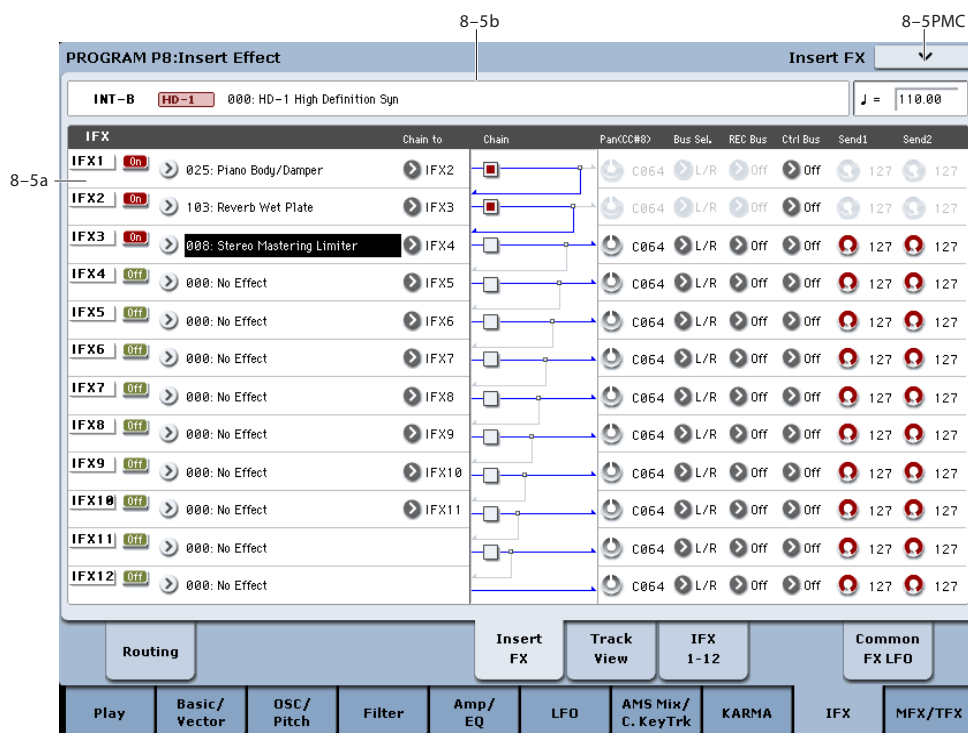 8–5b
8–5PMC
PROGRAM P8:Insert Effect
Insert FX
INT-B HD-1 000: HD-1 High Definition Syn
♩ = 110.00
IFX Chain to Chain Pan(CC#8) Bus Sel. REC Bus Ctrl Bus Send1 Send2
8–5a
IFX1 On 025: Piano Body/Damper IFX2 C064 L/R Off Off 127 127
IFX2 On 103: Reverb Wet Plate IFX3 C064 L/R Off Off 127 127
IFX3 On 008: Stereo Mastering Limiter IFX4 C064 L/R Off Off 127 127
IFX4 Off 000: No Effect IFX5 C064 L/R Off Off 127 127
IFX5 Off 000: No Effect IFX6 C064 L/R Off Off 127 127
IFX6 Off 000: No Effect IFX7 C064 L/R Off Off 127 127
IFX7 Off 000: No Effect IFX8 C064 L/R Off Off 127 127
IFX8 Off 000: No Effect IFX9 C064 L/R Off Off 127 127
IFX9 Off 000: No Effect IFX10 C064 L/R Off Off 127 127
IFX10 Off 000: No Effect IFX11 C064 L/R Off Off 127 127
IFX11 Off 000: No Effect C064 L/R Off Off 127 127
IFX12 Off 000: No Effect C064 L/R Off Off 127 127
Routing
Insert
FX
Track
View
IFX
1-12
Common
FX LFO
Play
Basic/
Vector
OSC/
Pitch
Filter
Amp/
EQ
LFO
AMS Mix/
C. KeyTrk
KARMA
IFX
MFX/TFX